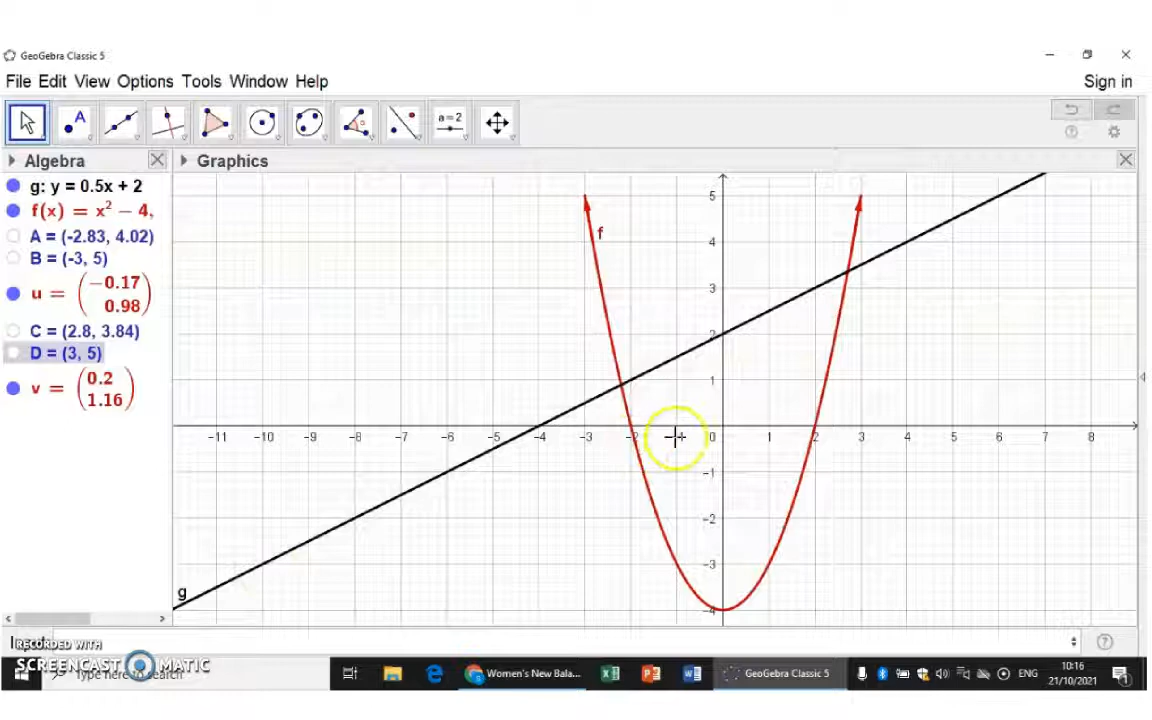 GeoGebra Classic 5
File Edit View Options Tools Window Help
Sign in
A
a=2
Algebra
Graphics
g: y = 0.5x + 2
f(x) = x² − 4,
A = (-2.83, 4.02)
B = (-3, 5)
u = (−0.17
0.98)
C = (2.8, 3.84)
D = (3, 5)
v = (0.2
1.16)
f
g
5
4
3
2
1
−11 −10 −9 −8 −7 −6 −5 −4 −3 −2 0 1 2 3 4 5 6 7 8
−1
−2
−3
−4
RECORDED WITH
SCREENCAST MATIC
Type here to search
Women's New Bala...
GeoGebra Classic 5
ENG
10:16
21/10/2021
1